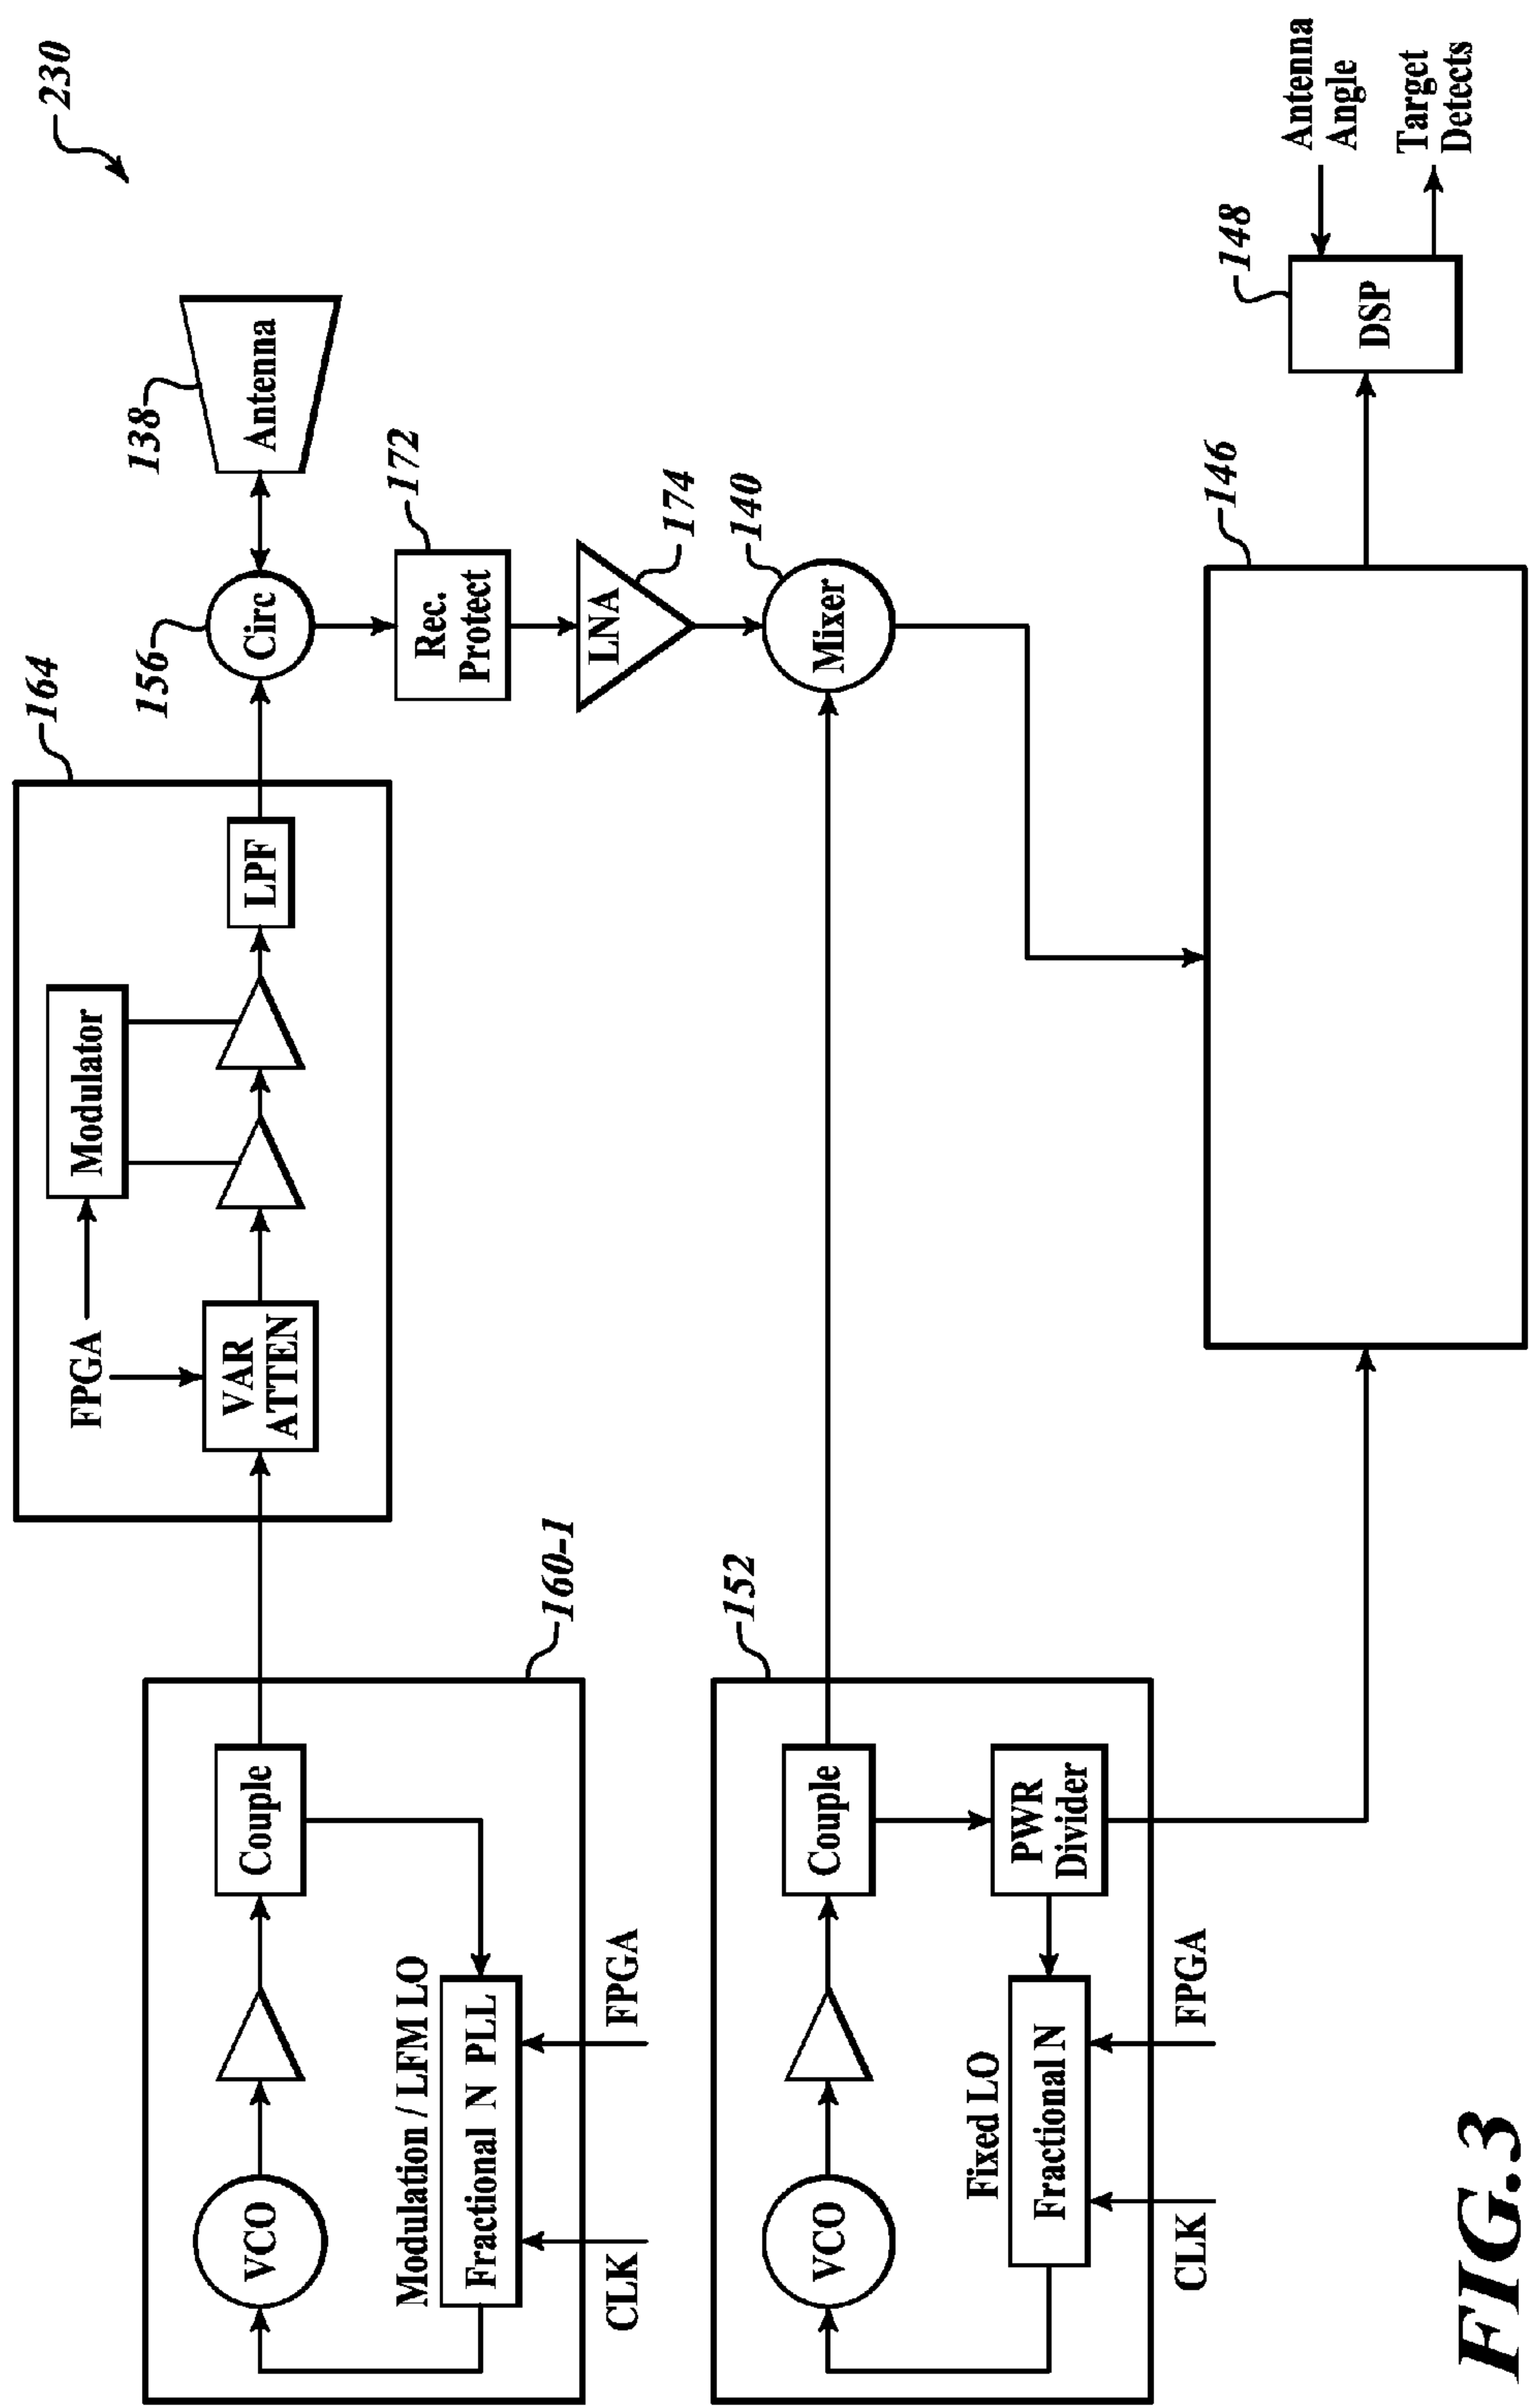 230
164
FPGA
Modulator
VAR
ATTEN
LPF
156
Circ
138
Antenna
172
Rec.
Protect
LNA
174
Mixer
140
VCO
Couple
Modulation / LFM LO
Fractional N PLL
CLK
FPGA
160-1
152
VCO
Couple
PWR
Divider
Fixed LO
Fractional N
CLK
FPGA
146
148
DSP
Antenna
Angle
Target
Detects
FIG.3